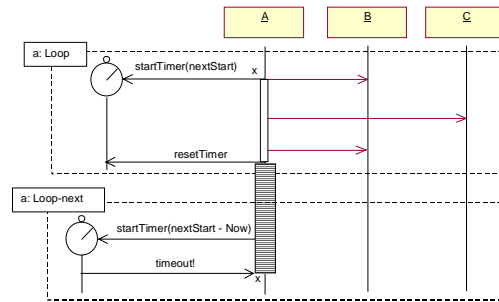 A B C
a: Loop
startTimer(nextStart) x
resetTimer
a: Loop-next
startTimer(nextStart - Now)
timeout!
x